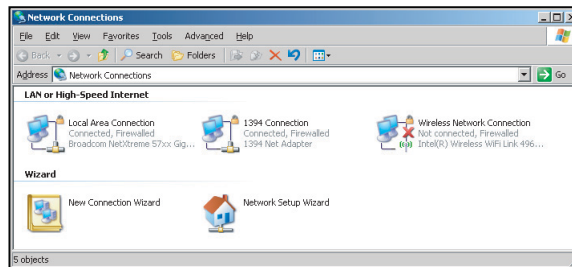 Network Connections
File Edit View Favorites Tools Advanced Help
Back Search Folders
Address Network Connections Go
LAN or High-Speed Internet
Local Area Connection
Connected, Firewalled
Broadcom NetXtreme 57xx Gig...
1394 Connection
Connected, Firewalled
1394 Net Adapter
Wireless Network Connection
Not connected, Firewalled
Intel(R) Wireless WiFi Link 496...
Wizard
New Connection Wizard
Network Setup Wizard
5 objects